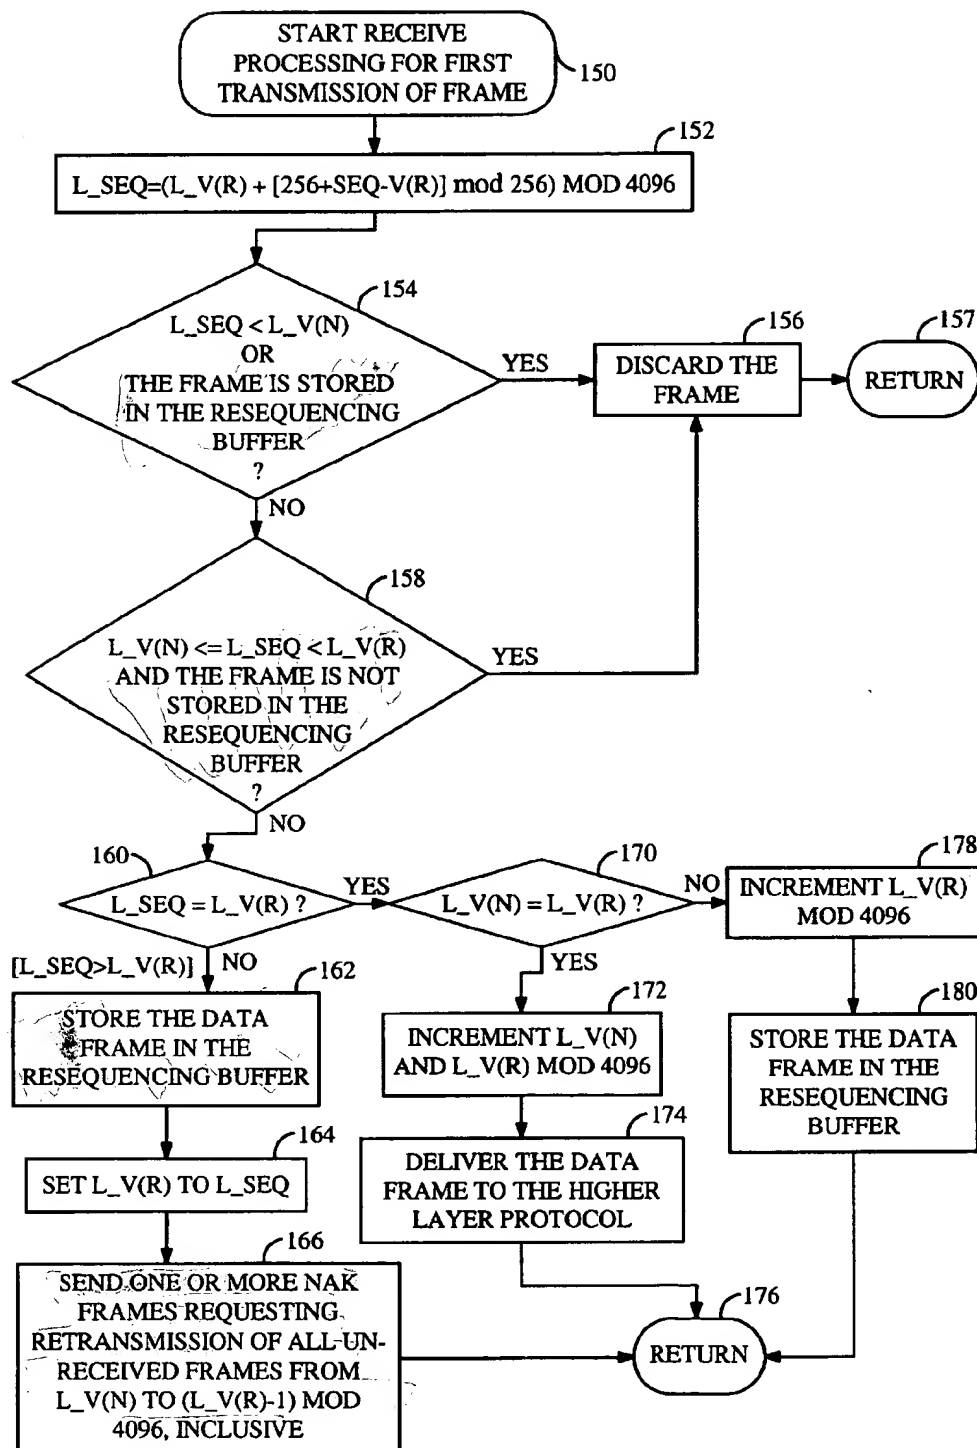 START RECEIVE
PROCESSING FOR FIRST
TRANSMISSION OF FRAME
150
152
L_SEQ=(L_V(R) + [256+SEQ-V(R)] mod 256) MOD 4096
154
L_SEQ < L_V(N)
OR
THE FRAME IS STORED
IN THE RESEQUENCING
BUFFER
?
YES
156
DISCARD THE
FRAME
157
RETURN
NO
158
L_V(N) <= L_SEQ < L_V(R)
AND THE FRAME IS NOT
STORED IN THE
RESEQUENCING
BUFFER
?
YES
NO
160
L_SEQ = L_V(R) ?
YES
170
L_V(N) = L_V(R) ?
NO
178
INCREMENT L_V(R)
MOD 4096
[L_SEQ>L_V(R)]
NO
YES
162
STORE THE DATA
FRAME IN THE
RESEQUENCING BUFFER
172
INCREMENT L_V(N)
AND L_V(R) MOD 4096
180
STORE THE DATA
FRAME IN THE
RESEQUENCING
BUFFER
164
SET L_V(R) TO L_SEQ
174
DELIVER THE DATA
FRAME TO THE HIGHER
LAYER PROTOCOL
166
SEND ONE OR MORE NAK
FRAMES REQUESTING
RETRANSMISSION OF ALL UN-
RECEIVED FRAMES FROM
L_V(N) TO (L_V(R)-1) MOD
4096, INCLUSIVE
176
RETURN